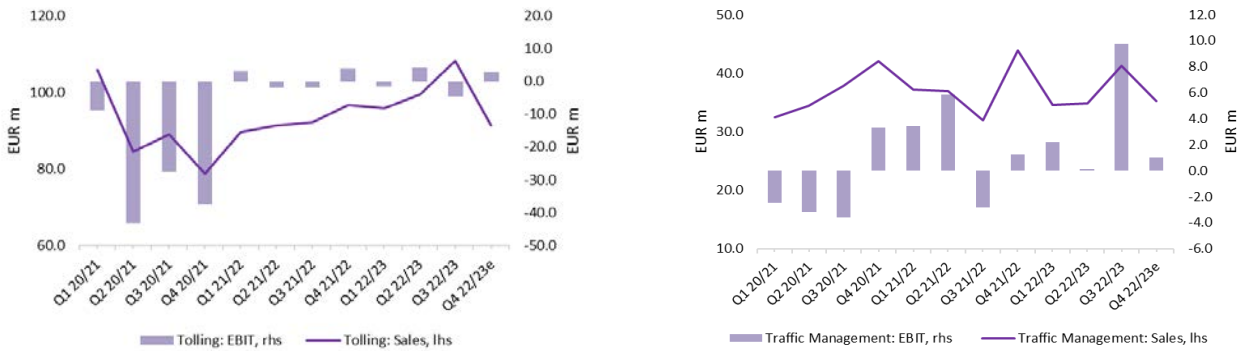 120.0
100.0
80.0
60.0
EUR m
20.0
10.0
0.0
-10.0
-20.0
-30.0
-40.0
-50.0
EUR m
Q1 20/21
Q2 20/21
Q3 20/21
Q4 20/21
Q1 21/22
Q2 21/22
Q3 21/22
Q4 21/22
Q1 22/23
Q2 22/23
Q3 22/23
Q4 22/23e
Tolling: EBIT, rhs
Tolling: Sales, lhs
50.0
40.0
30.0
20.0
10.0
EUR m
12.0
10.0
8.0
6.0
4.0
2.0
0.0
-2.0
-4.0
-6.0
EUR m
Q1 20/21
Q2 20/21
Q3 20/21
Q4 20/21
Q1 21/22
Q2 21/22
Q3 21/22
Q4 21/22
Q1 22/23
Q2 22/23
Q3 22/23
Q4 22/23e
Traffic Management: EBIT, rhs
Traffic Management: Sales, lhs